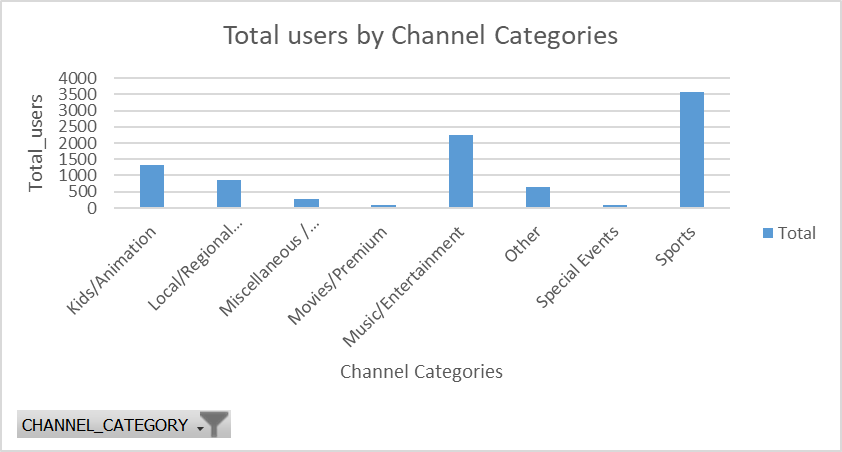 Total users by Channel Categories
Total_users
4000
3500
3000
2500
2000
1500
1000
500
0
Kids/Animation
Local/Regional...
Miscellaneous /...
Movies/Premium
Music/Entertainment
Other
Special Events
Sports
Total
Channel Categories
CHANNEL_CATEGORY